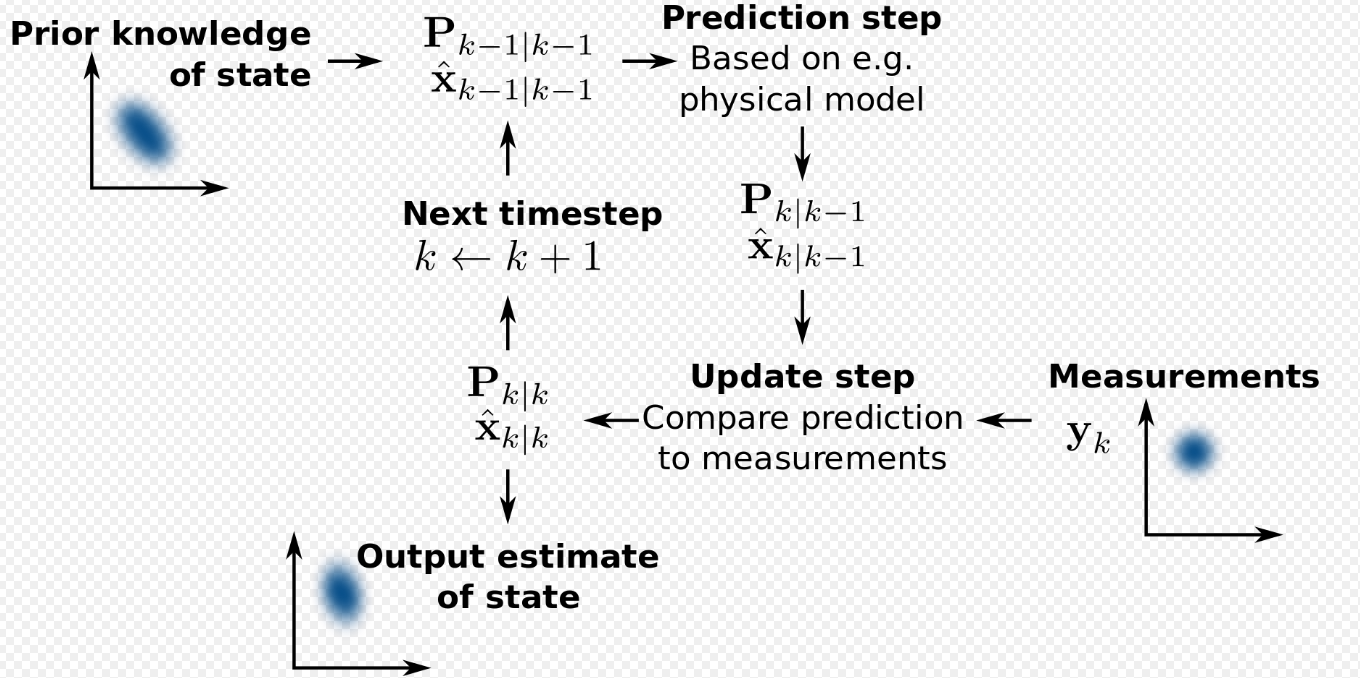 Prior knowledge
of state
P_{k−1|k−1}
x̂_{k−1|k−1}
Prediction step
Based on e.g.
physical model
P_{k|k−1}
x̂_{k|k−1}
Next timestep
k ← k + 1
Update step
Compare prediction
to measurements
Measurements
y_k
P_{k|k}
x̂_{k|k}
Output estimate
of state